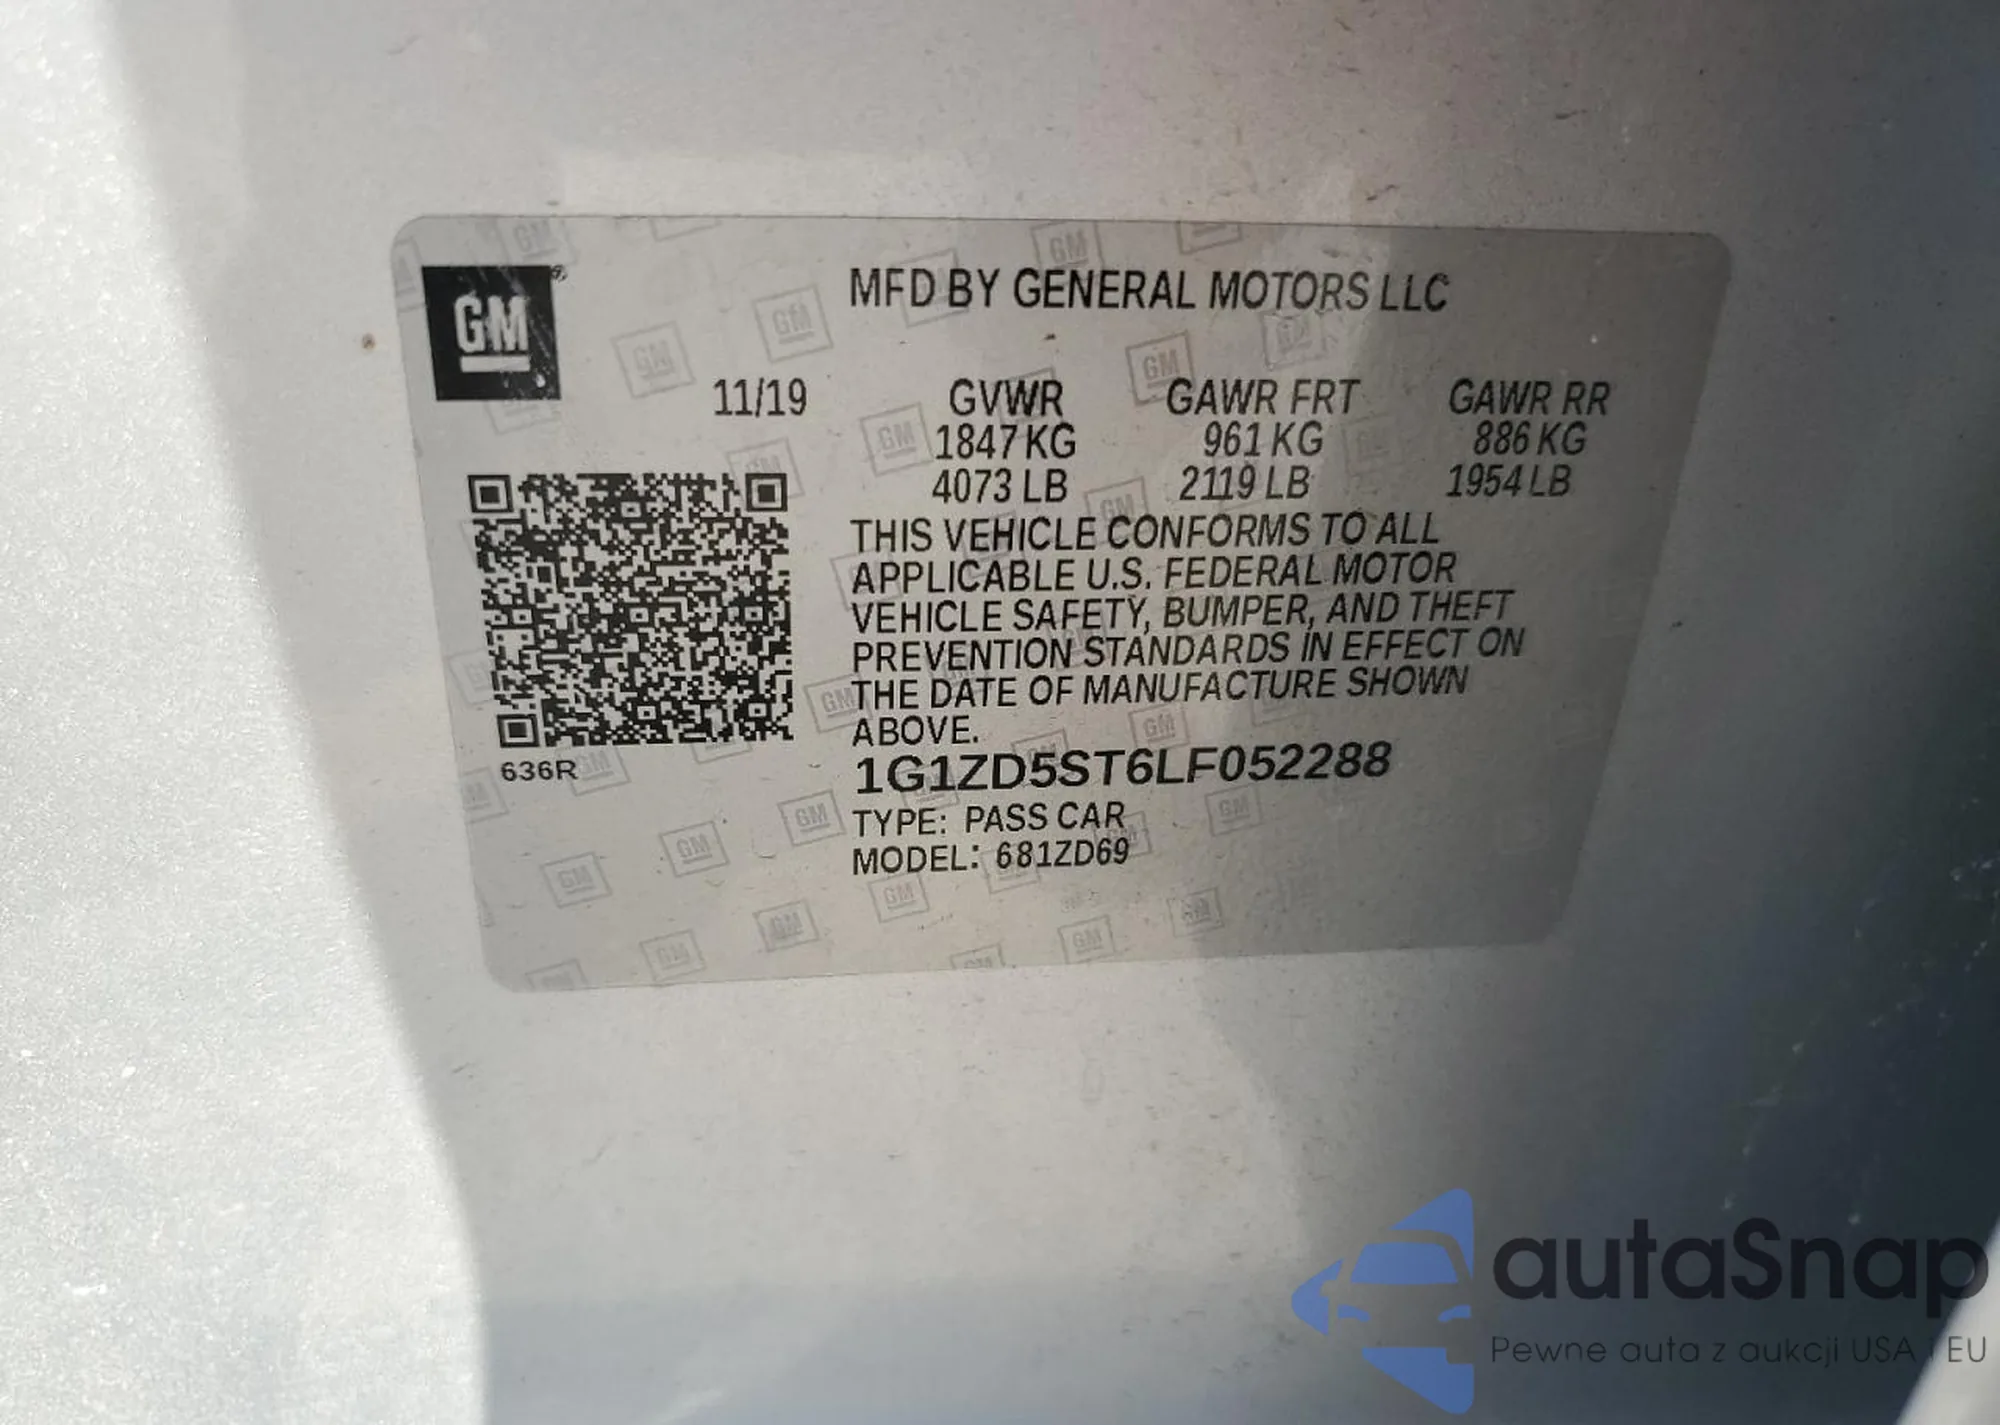 GM
MFD BY GENERAL MOTORS LLC
11/19 GVWR GAWR FRT GAWR RR
1847 KG 961 KG 886 KG
4073 LB 2119 LB 1954 LB
THIS VEHICLE CONFORMS TO ALL
APPLICABLE U.S. FEDERAL MOTOR
VEHICLE SAFETY, BUMPER, AND THEFT
PREVENTION STANDARDS IN EFFECT ON
THE DATE OF MANUFACTURE SHOWN
ABOVE.
636R
1G1ZD5ST6LF052288
TYPE: PASS CAR
MODEL: 681ZD69
autaSnap
Pewne auta z aukcji USA i EU